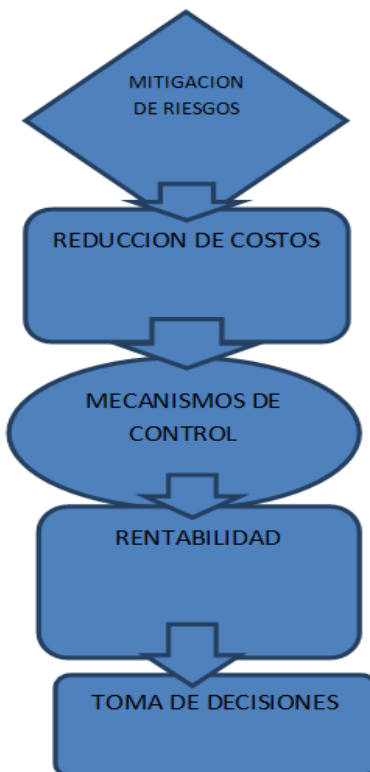 MITIGACION
DE RIESGOS
REDUCCION DE COSTOS
MECANISMOS DE
CONTROL
RENTABILIDAD
TOMA DE DECISIONES